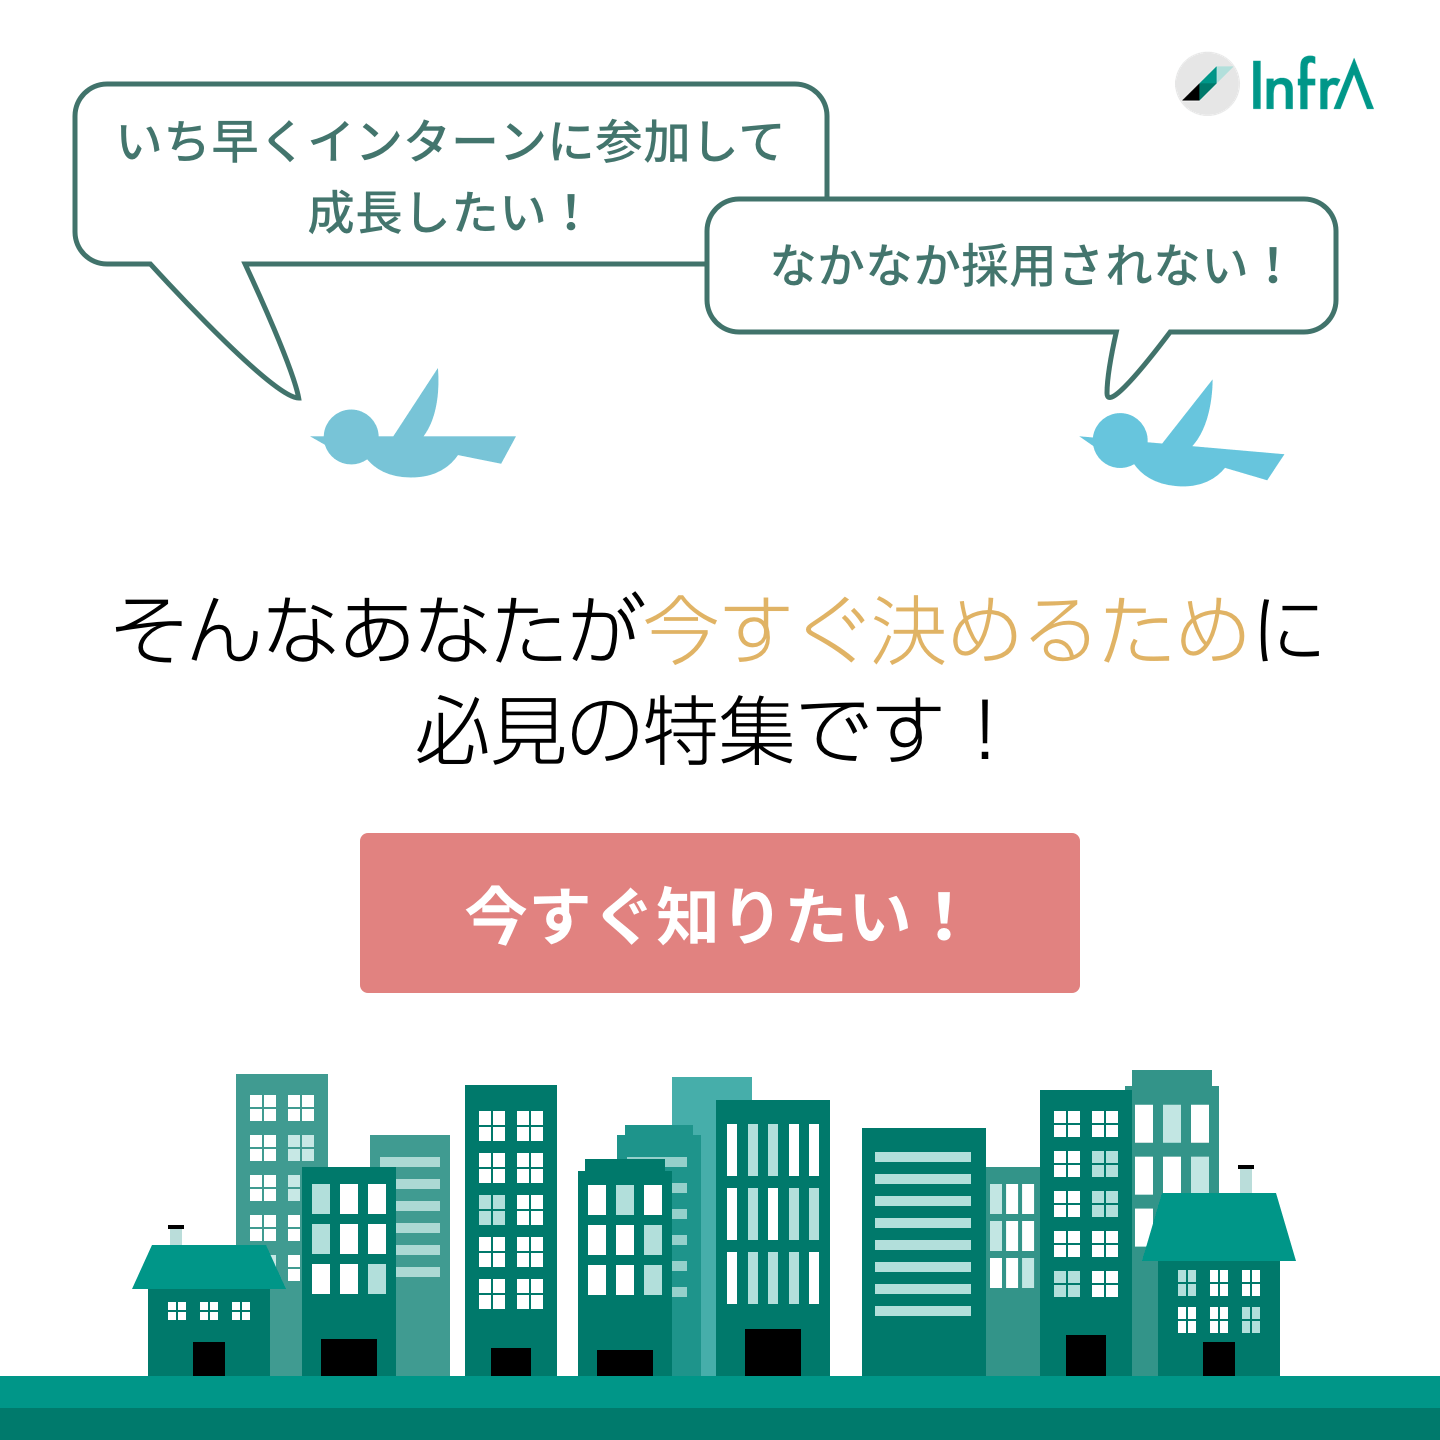 InfrA
いち早くインターンに参加して
成長したい！
なかなか採用されない！
そんなあなたが今すぐ決めるために
必見の特集です！
今すぐ知りたい！